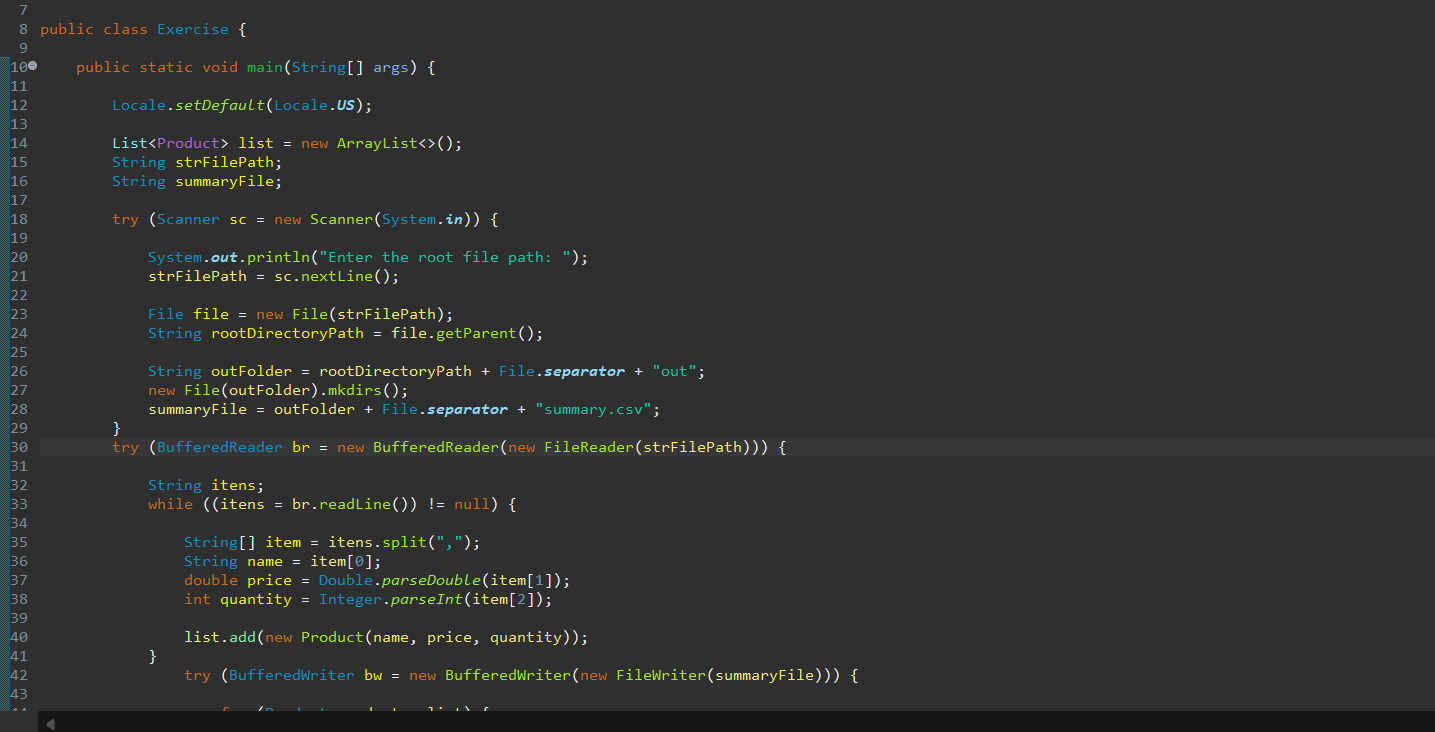 7
8 public class Exercise {
9
10 public static void main(String[] args) {
11
12 Locale.setDefault(Locale.US);
13
14 List<Product> list = new ArrayList<>();
15 String strFilePath;
16 String summaryFile;
17
18 try (Scanner sc = new Scanner(System.in)) {
19
20 System.out.println("Enter the root file path: ");
21 strFilePath = sc.nextLine();
22
23 File file = new File(strFilePath);
24 String rootDirectoryPath = file.getParent();
25
26 String outFolder = rootDirectoryPath + File.separator + "out";
27 new File(outFolder).mkdirs();
28 summaryFile = outFolder + File.separator + "summary.csv";
29 }
30 try (BufferedReader br = new BufferedReader(new FileReader(strFilePath))) {
31
32 String itens;
33 while ((itens = br.readLine()) != null) {
34
35 String[] item = itens.split(",");
36 String name = item[0];
37 double price = Double.parseDouble(item[1]);
38 int quantity = Integer.parseInt(item[2]);
39
40 list.add(new Product(name, price, quantity));
41 }
42 try (BufferedWriter bw = new BufferedWriter(new FileWriter(summaryFile))) {
43